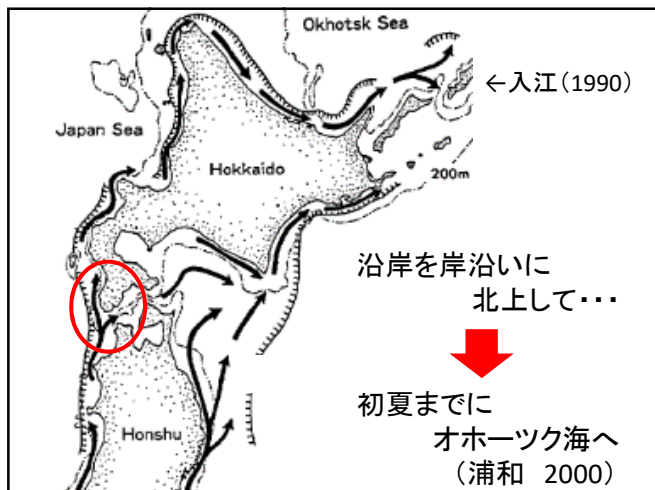 Okhotsk Sea
←入江(1990)
Japan Sea
Hokkaido
200m
沿岸を岸沿いに
北上して・・・
初夏までに
オホーツク海へ
(浦和 2000)
Honshu